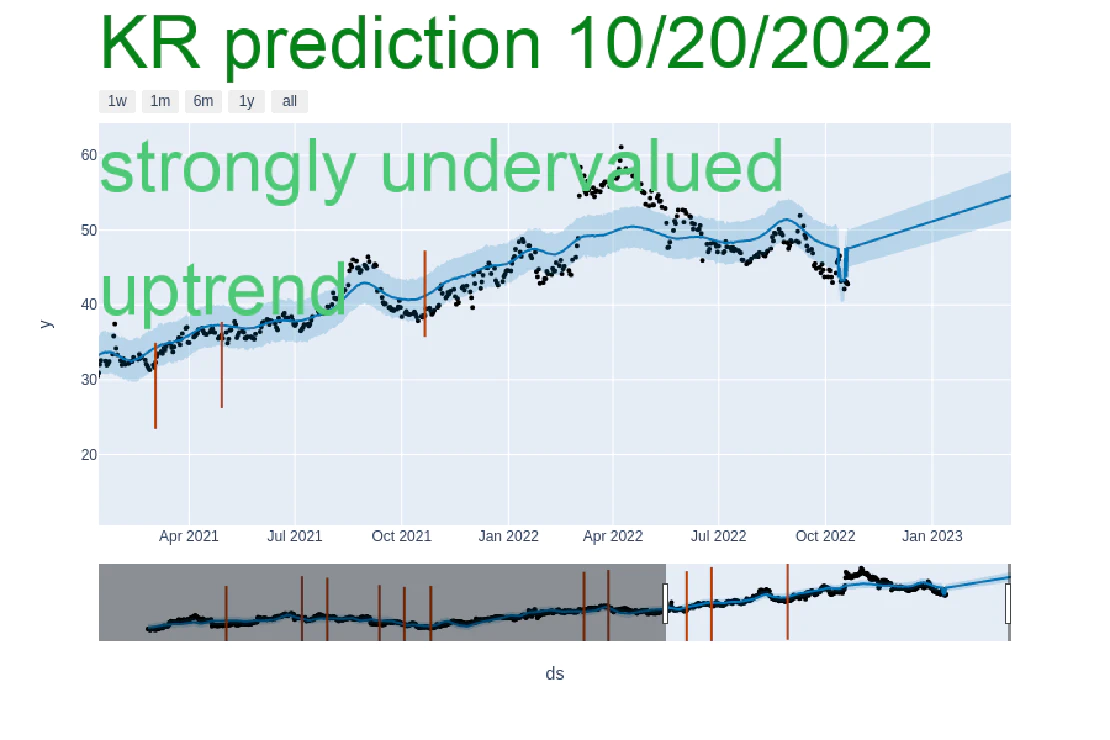 KR prediction 10/20/2022
1w 1m 6m 1y all
60
strongly undervalued
50
uptrend
40
y
30
20
Apr 2021 Jul 2021 Oct 2021 Jan 2022 Apr 2022 Jul 2022 Oct 2022 Jan 2023
ds